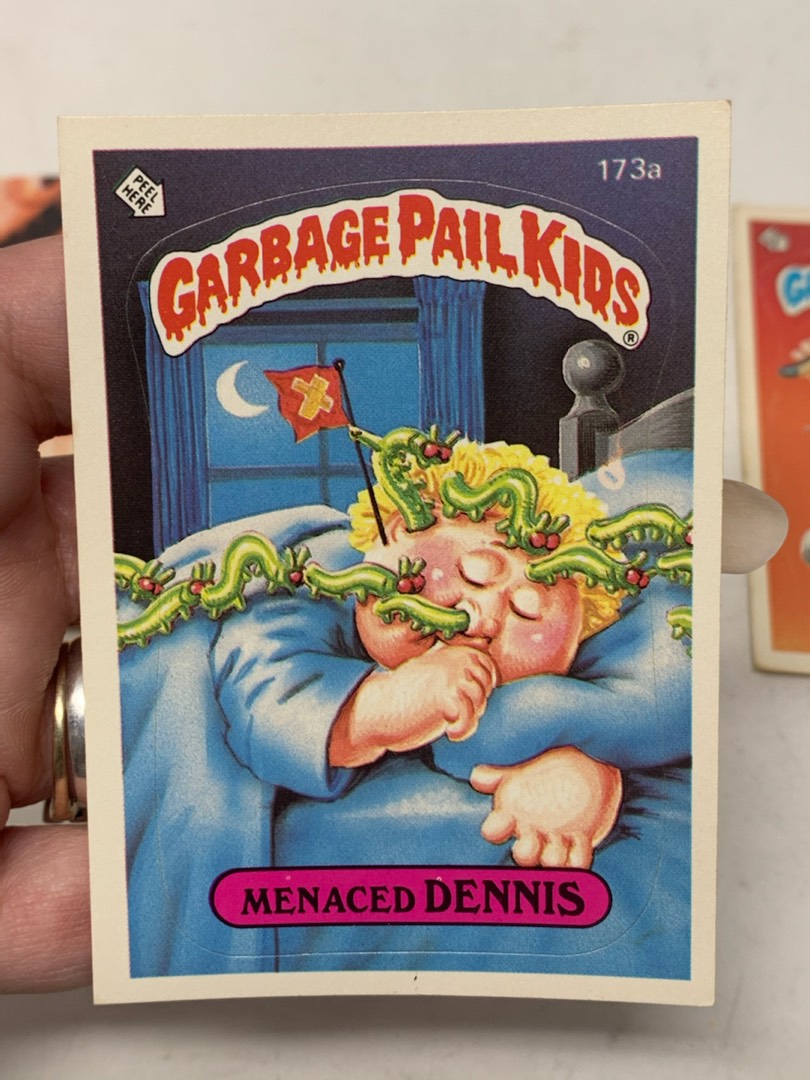 PEEL
HERE
173a
GARBAGE PAIL KIDS
®
MENACED DENNIS